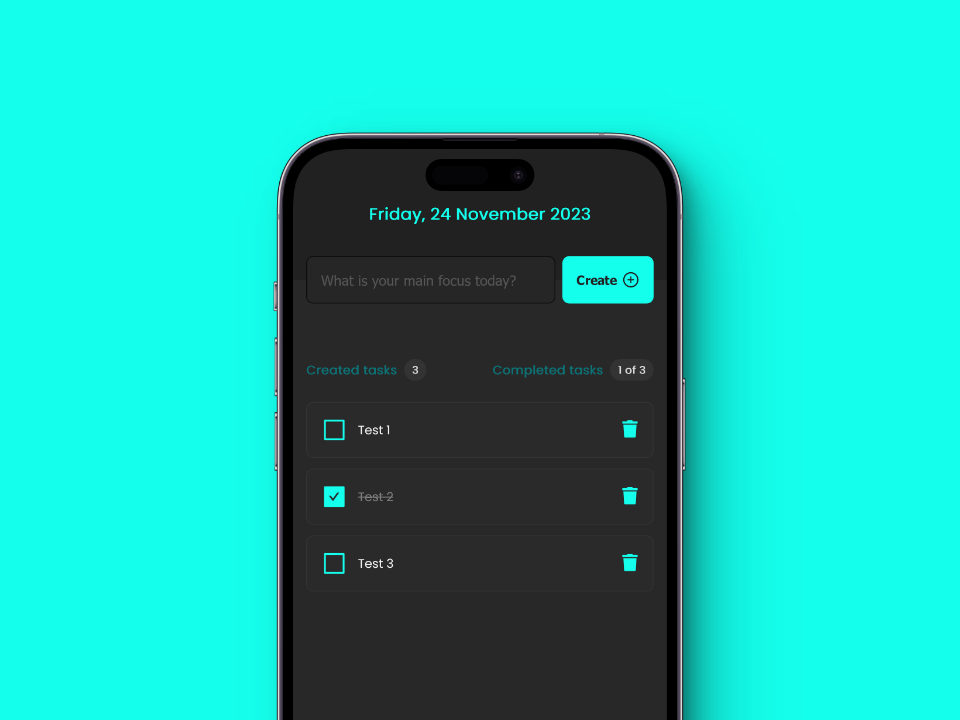 Friday, 24 November 2023
What is your main focus today?
Create
Created tasks 3
Completed tasks 1 of 3
Test 1
Test 2
Test 3